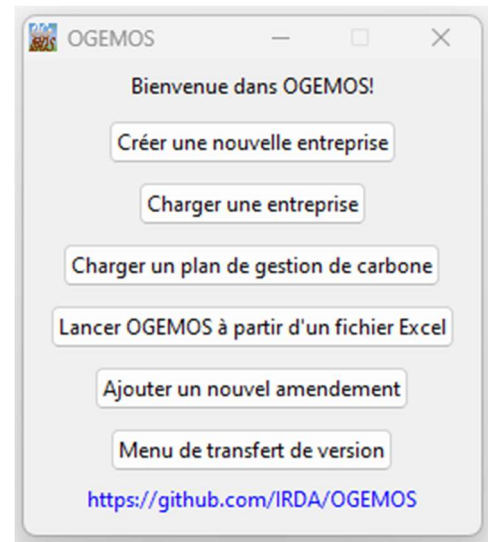 OGEMOS
Bienvenue dans OGEMOS!
Créer une nouvelle entreprise
Charger une entreprise
Charger un plan de gestion de carbone
Lancer OGEMOS à partir d'un fichier Excel
Ajouter un nouvel amendement
Menu de transfert de version
https://github.com/IRDA/OGEMOS